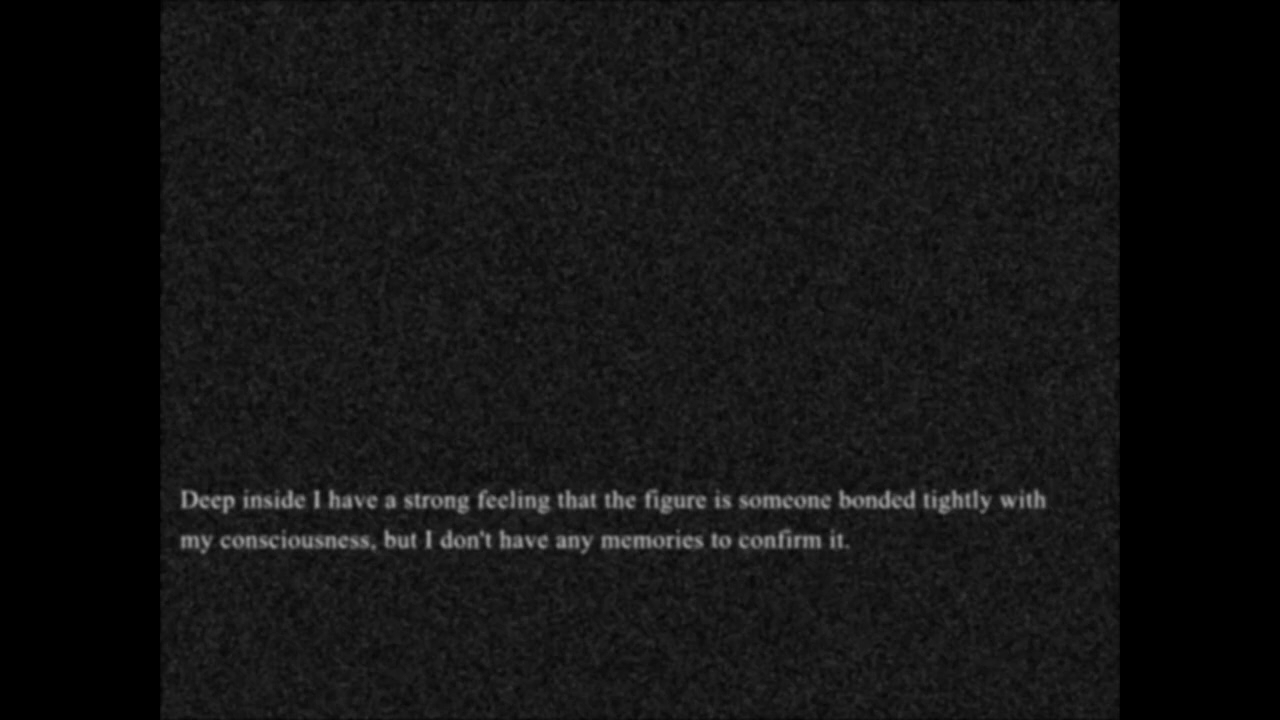 Deep inside I have a strong feeling that the figure is someone bonded tightly with
my consciousness, but I don't have any memories to confirm it.